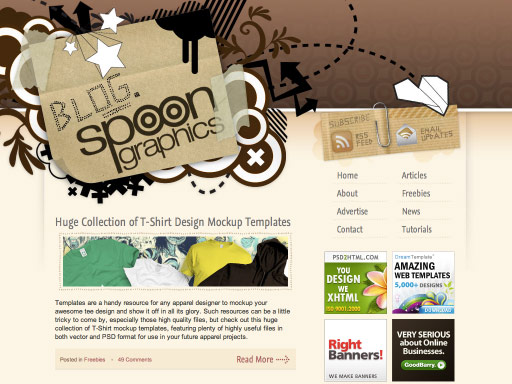 BLOG.
spoon
graphics
SUBSCRIBE
RSS
FEED
EMAIL
UPDATES
Home
Articles
About
Freebies
Advertise
News
Contact
Tutorials
Huge Collection of T-Shirt Design Mockup Templates
Templates are a handy resource for any apparel designer to mockup your
awesome tee design and show it off in all its glory. Such resources can be a little
tricky to come by, especially those high quality files, but check out this huge
collection of T-Shirt mockup templates, featuring plenty of highly useful files in
both vector and PSD format for use in your future apparel projects.
Posted in Freebies • 49 Comments
Read More
PSD2HTML.COM
YOU
DESIGN
WE
XHTML
ISO 9001:2000
DreamTemplate
AMAZING
WEB TEMPLATES
5,000+ DESIGNS
DOWNLOAD
Right
Banners!
WE MAKE BANNERS
VERY SERIOUS
about Online
Businesses.
GoodBarry.